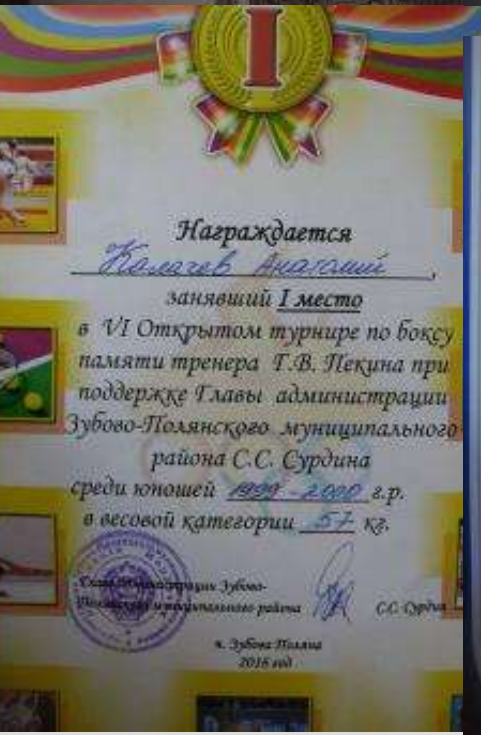 I
Награждается
Калачев Анатолий,
занявший I место
в VI Открытом турнире по боксу
памяти тренера Г.В. Пекина при
поддержке Главы администрации
Зубово-Полянского муниципального
района С.С. Сурдина
среди юношей 1999-2000 г.р.
в весовой категории 57 кг.
Глава Администрации Зубово-
Полянского муниципального района С.С. Сурдин
п. Зубова Поляна
2016 год